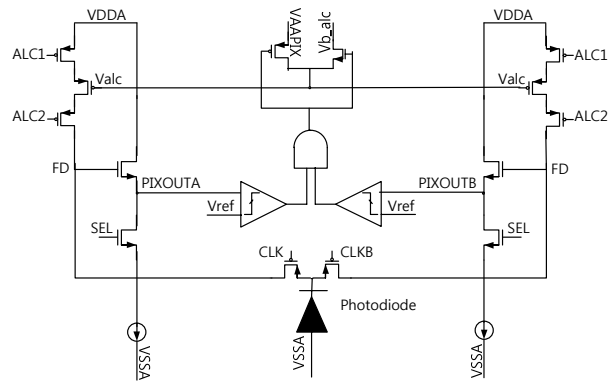 VDDA
VAAPIX
Vb_alc
VDDA
ALC1
ALC1
Valc
Valc
ALC2
ALC2
FD
PIXOUTA
PIXOUTB
FD
Vref
Vref
SEL
SEL
CLK
CLKB
Photodiode
VSSA
VSSA
VSSA